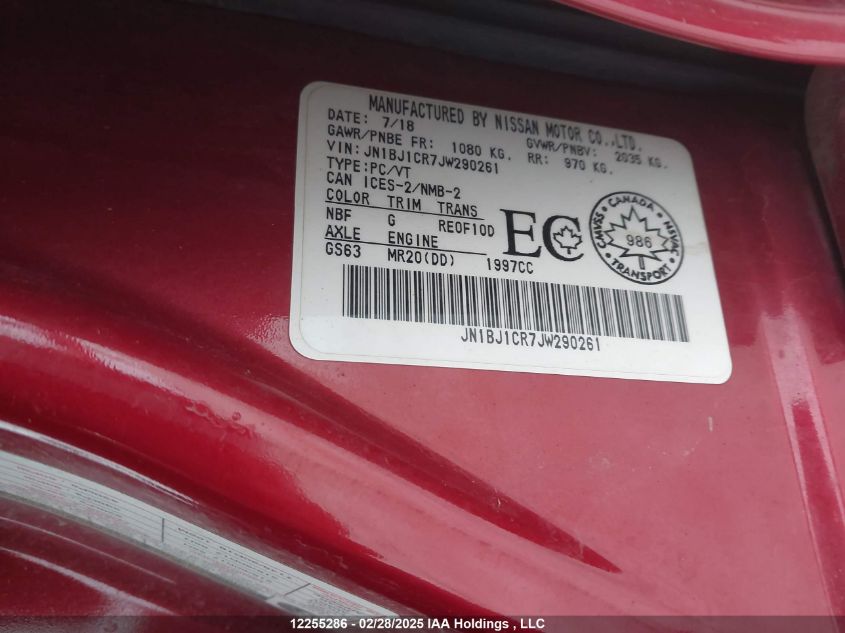 MANUFACTURED BY NISSAN MOTOR CO.,LTD.
DATE: 7/18 GVWR/PNBV: 2035 KG.
GAWR/PNBE FR: 1080 KG. RR: 970 KG.
VIN: JN1BJ1CR7JW290261
TYPE:PC/VT
CAN ICES-2/NMB-2
COLOR TRIM TRANS
NBF G RE0F10D
AXLE ENGINE
GS63 MR20(DD) 1997CC
EC
CANADA
CMVSS 986 NSVAC
TRANSPORT
JN1BJ1CR7JW290261
12255286 - 02/28/2025 IAA Holdings , LLC